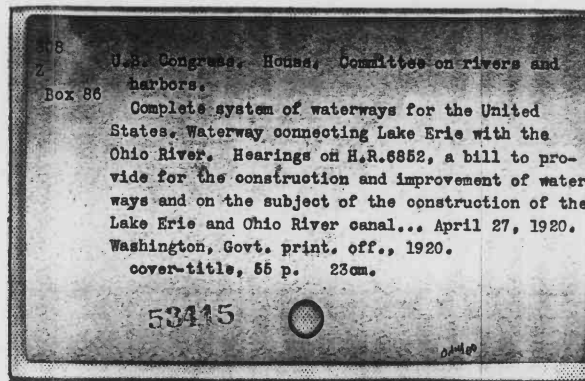 308
Z
Box 86
U.S. Congress. House. Committee on rivers and
harbors.
Complete system of waterways for the United
States. Waterway connecting Lake Erie with the
Ohio River. Hearings on H.R.6852, a bill to pro-
vide for the construction and improvement of water
ways and on the subject of the construction of the
Lake Erie and Ohio River canal... April 27, 1920.
Washington, Govt. print. off., 1920.
cover-title, 55 p. 23cm.
53415